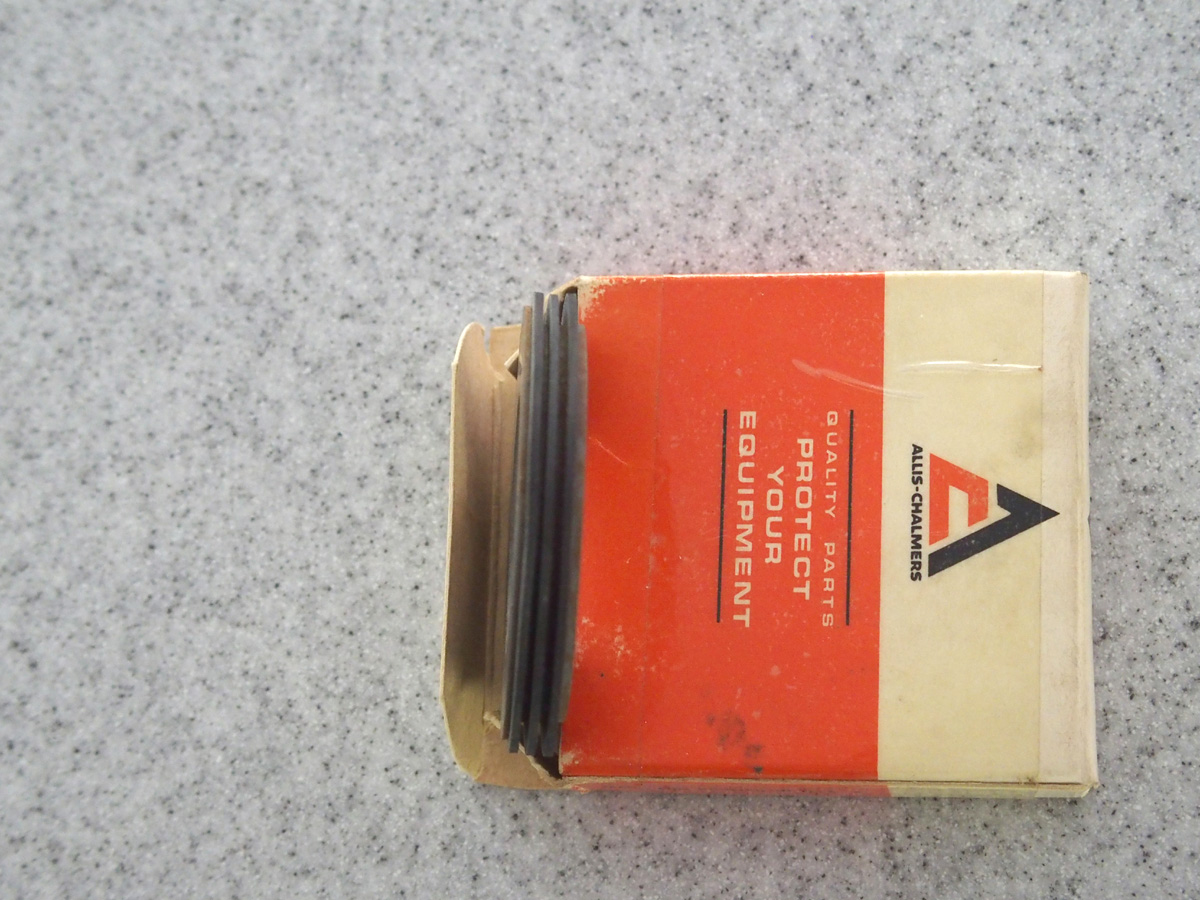 ALLIS-CHALMERS
QUALITY PARTS
PROTECT
YOUR
EQUIPMENT